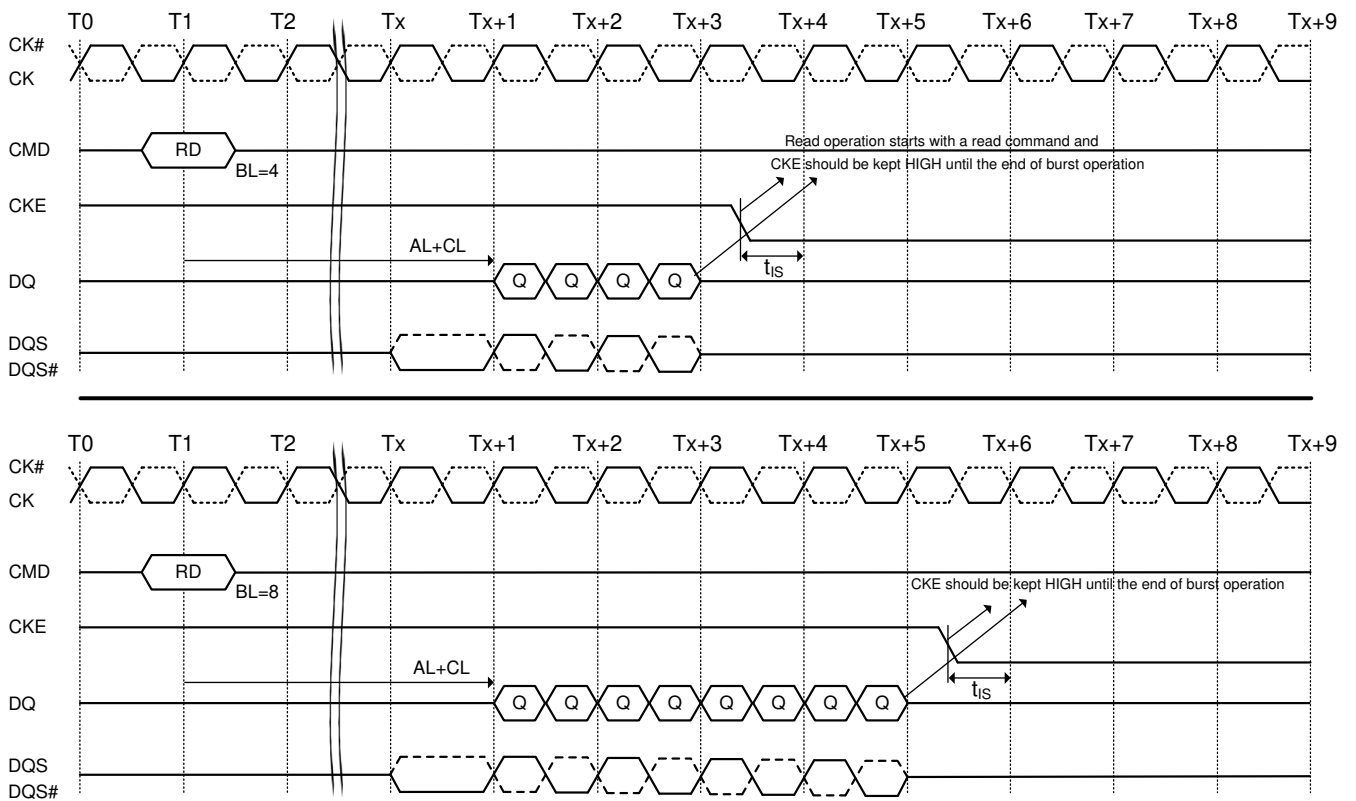 T0 T1 T2 Tx Tx+1 Tx+2 Tx+3 Tx+4 Tx+5 Tx+6 Tx+7 Tx+8 Tx+9
CK#
CK
CMD RD BL=4
Read operation starts with a read command and
CKE should be kept HIGH until the end of burst operation
CKE
AL+CL
tIS
DQ Q Q Q Q
DQS
DQS#
T0 T1 T2 Tx Tx+1 Tx+2 Tx+3 Tx+4 Tx+5 Tx+6 Tx+7 Tx+8 Tx+9
CK#
CK
CMD RD BL=8
CKE should be kept HIGH until the end of burst operation
CKE
AL+CL
tIS
DQ Q Q Q Q Q Q Q Q
DQS
DQS#